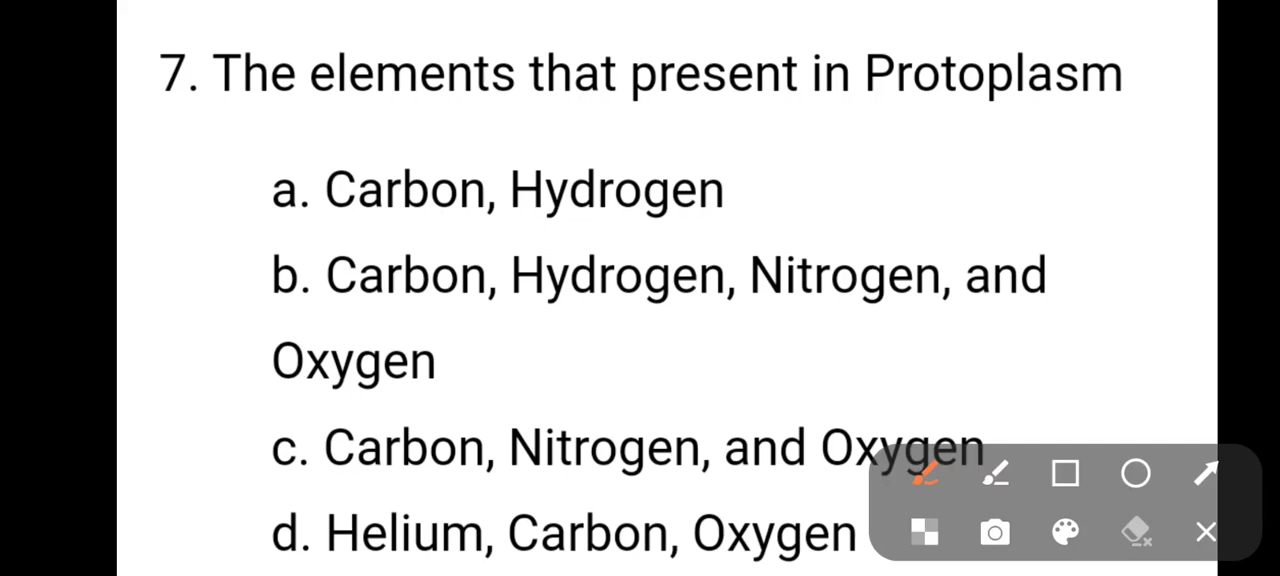 7. The elements that present in Protoplasm
a. Carbon, Hydrogen
b. Carbon, Hydrogen, Nitrogen, and
Oxygen
c. Carbon, Nitrogen, and Oxygen
d. Helium, Carbon, Oxygen